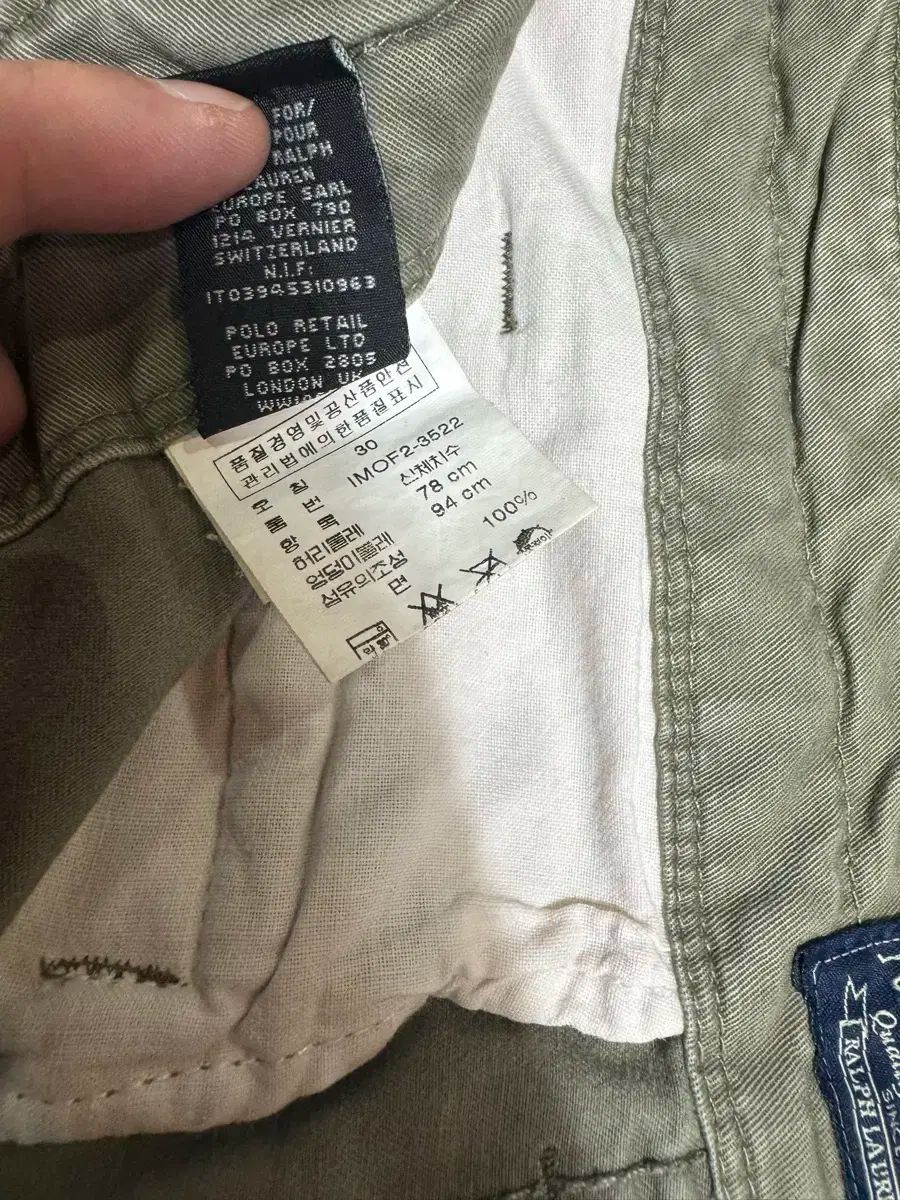 FOR/
POUR
RALPH
LAUREN
EUROPE SARL
PO BOX 790
1214 VERNIER
SWITZERLAND
N.I.F:
IT03945310963
POLO RETAIL
EUROPE LTD
PO BOX 2805
LONDON UK
품질경영및공산품안전
관리법에의한품질표시
호 칭 30
품 번 IMOF2-3522
항 목 신체치수
허리둘레 78 cm
엉덩이둘레 94 cm
섬유의조성
면 100%
RALPH LAUR